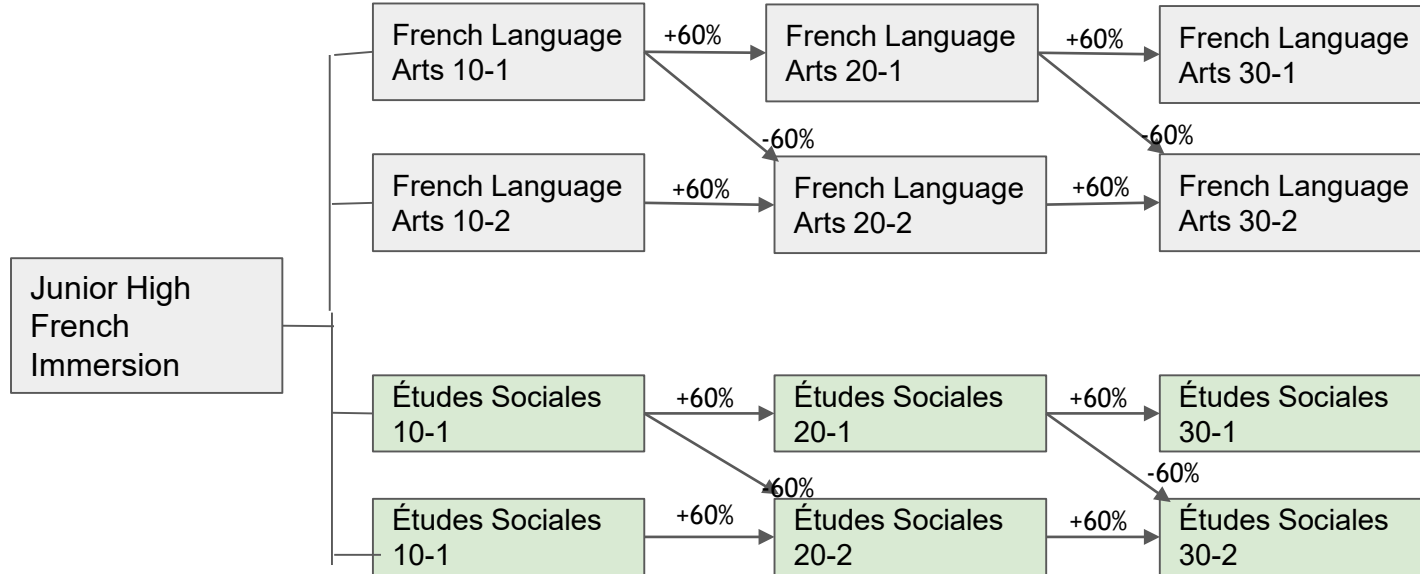 French Language
Arts 10-1
+60%
French Language
Arts 20-1
+60%
French Language
Arts 30-1
-60%
-60%
French Language
Arts 10-2
+60%
French Language
Arts 20-2
+60%
French Language
Arts 30-2
Junior High
French
Immersion
Études Sociales
10-1
+60%
Études Sociales
20-1
+60%
Études Sociales
30-1
-60%
-60%
Études Sociales
10-1
+60%
Études Sociales
20-2
+60%
Études Sociales
30-2